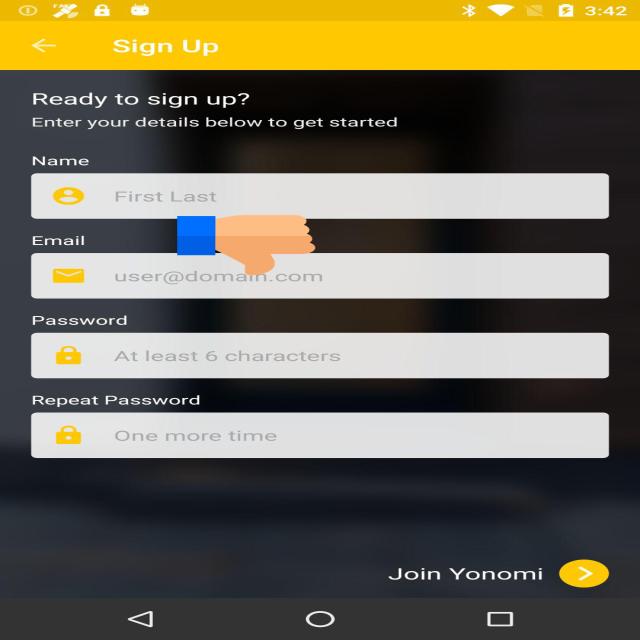 3:42
Sign Up
Ready to sign up?
Enter your details below to get started
Name
First Last
Email
user@domain.com
Password
At least 6 characters
Repeat Password
One more time
Join Yonomi